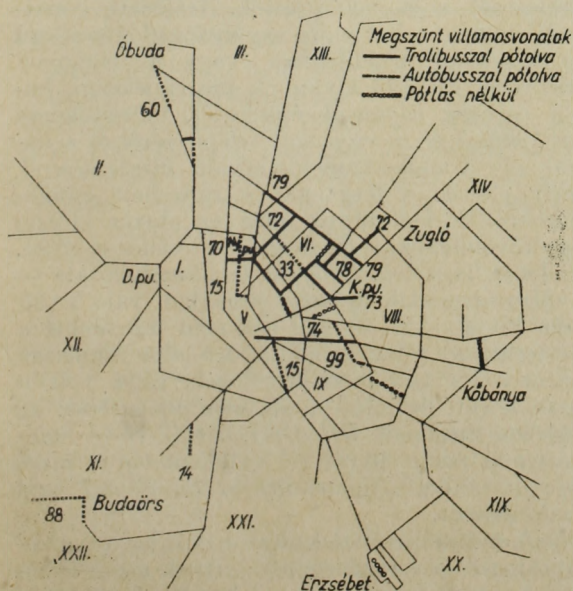 Megszűnt villamosvonalak
Trolibusszal pótolva
Autóbusszal pótolva
Pótlás nélkül
Óbuda
III.
XIII.
60
II.
XIV.
79
72
72
Zugló
70
Ny.pu.
VI.
I.
D.pu.
33
78
79
K.pu.
15
73
V
VIII.
74
XII.
99
15
IX
Kőbánya
XI.
14
88
Budaörs
XXI.
XIX.
XXII.
XX.
Erzsébet